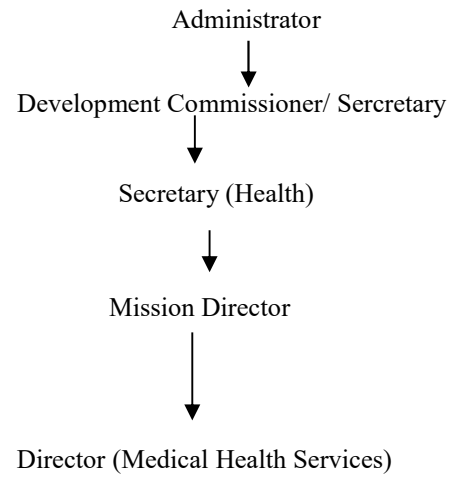 Administrator
Development Commissioner/ Sercretary
Secretary (Health)
Mission Director
Director (Medical Health Services)